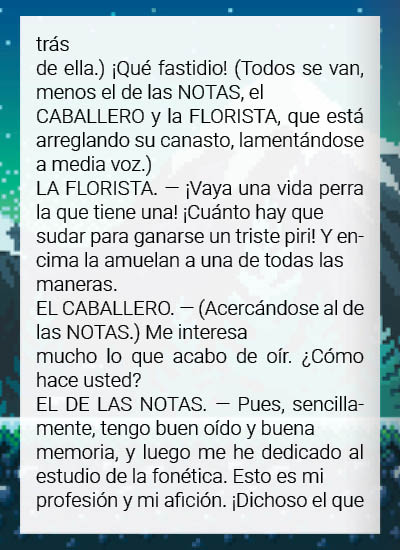 trás
de ella.) ¡Qué fastidio! (Todos se van,
menos el de las NOTAS, el
CABALLERO y la FLORISTA, que está
arreglando su canasto, lamentándose
a media voz.)
LA FLORISTA. — ¡Vaya una vida perra
la que tiene una! ¡Cuánto hay que
sudar para ganarse un triste piri! Y en-
cima la amuelan a una de todas las
maneras.
EL CABALLERO. — (Acercándose al de
las NOTAS.) Me interesa
mucho lo que acabo de oír. ¿Cómo
hace usted?
EL DE LAS NOTAS. — Pues, sencilla-
mente, tengo buen oído y buena
memoria, y luego me he dedicado al
estudio de la fonética. Esto es mi
profesión y mi afición. ¡Dichoso el que